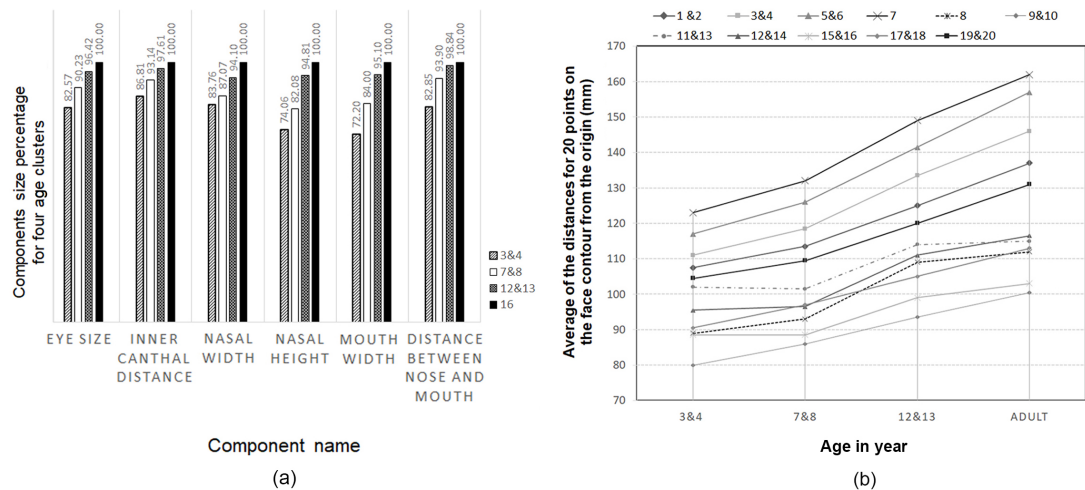 Components size percentage
for four age clusters
82.57
90.23
96.42
100.00
86.81
93.14
97.61
100.00
83.76
87.07
94.10
100.00
74.06
82.08
94.81
100.00
72.20
84.00
95.10
100.00
82.85
93.90
98.84
100.00
3&4
7&8
12&13
16
EYE SIZE
INNER
CANTHAL
DISTANCE
NASAL
WIDTH
NASAL
HEIGHT
MOUTH
WIDTH
DISTANCE
BETWEEN
NOSE AND
MOUTH
Component name
(a)
1 &2 3&4 5&6 7 8 9&10
11&13 12&14 15&16 17&18 19&20
Average of the distances for 20 points on
the face contour from the origin (mm)
170
160
150
140
130
120
110
100
90
80
70
3&4 7&8 12&13 ADULT
Age in year
(b)